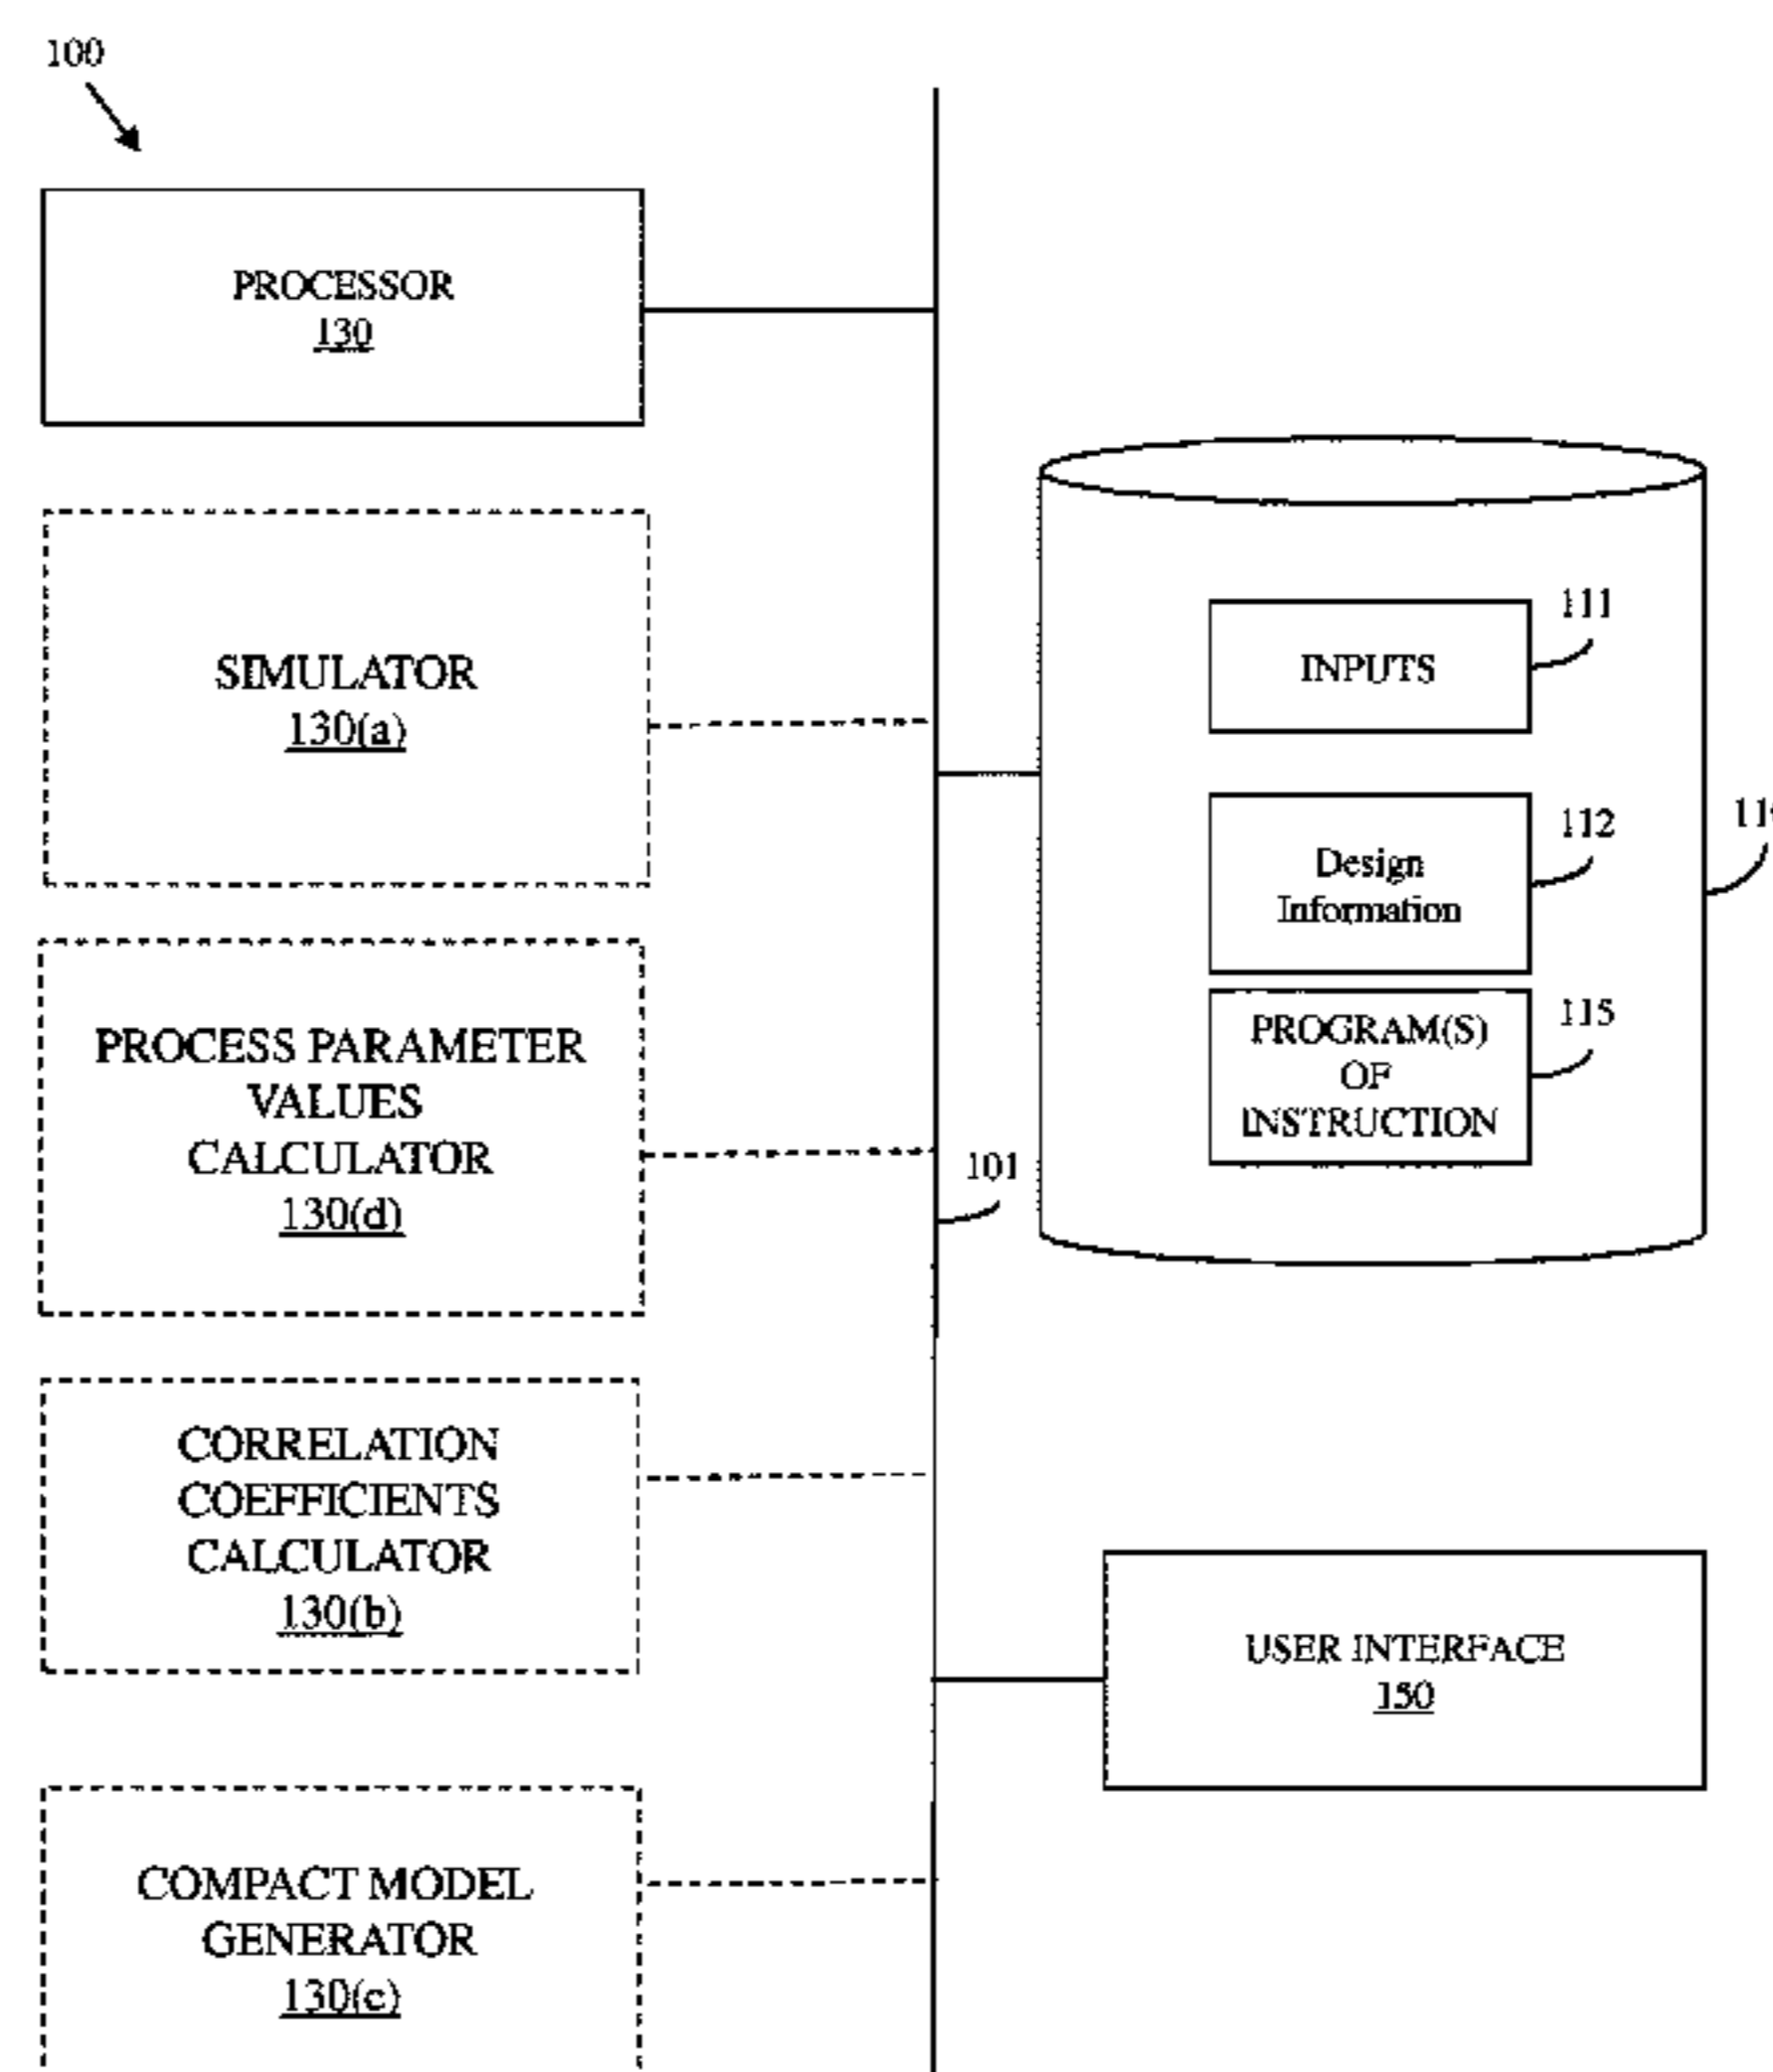 100
PROCESSOR
130
SIMULATOR
130(a)
PROCESS PARAMETER
VALUES
CALCULATOR
130(d)
CORRELATION
COEFFICIENTS
CALCULATOR
130(b)
COMPACT MODEL
GENERATOR
130(c)
101
INPUTS
111
Design
Information
112
PROGRAM(S)
OF
INSTRUCTION
115
USER INTERFACE
150